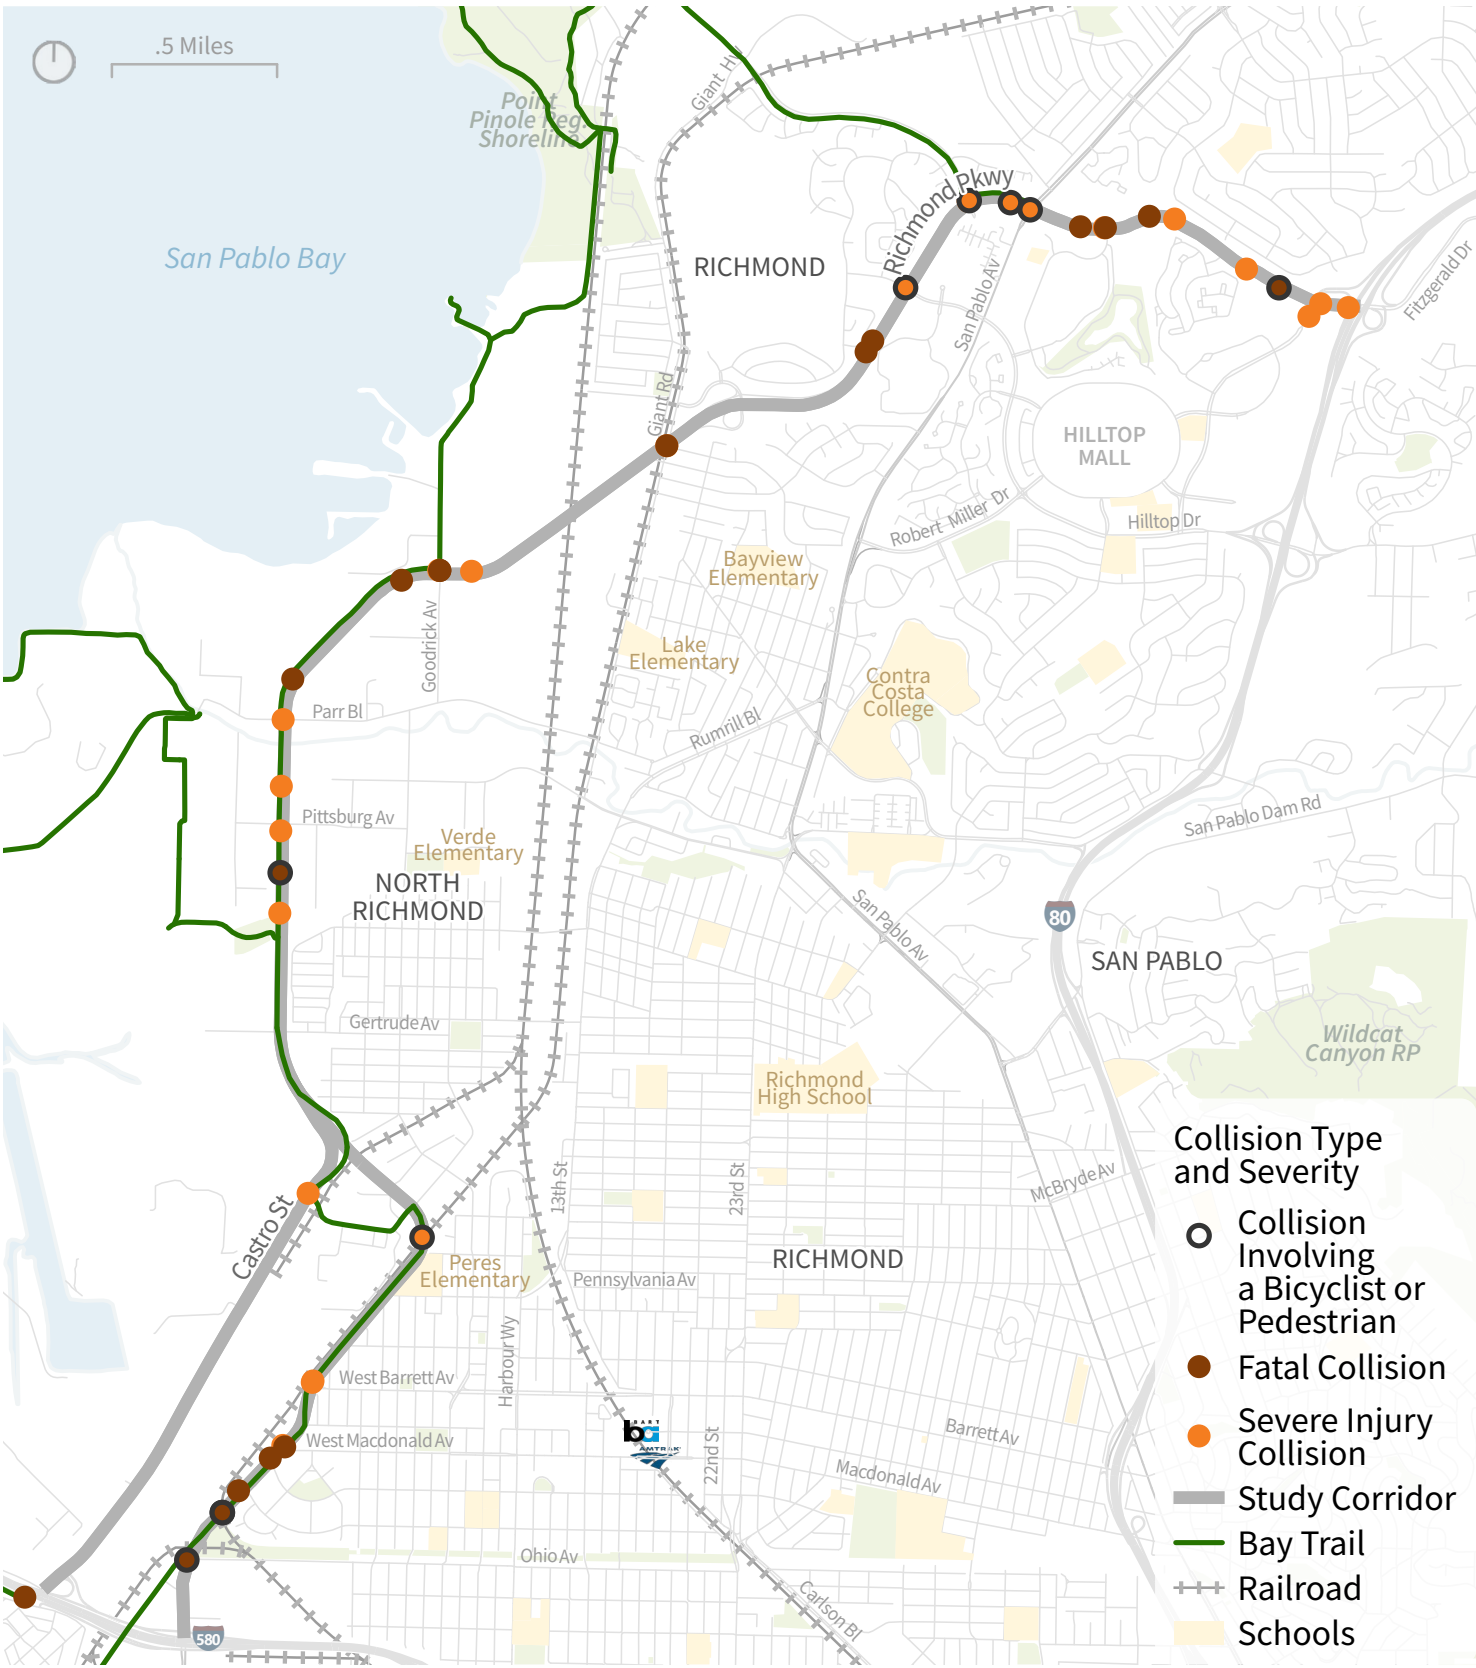 .5 Miles
Point
Pinole Reg.
Shoreline
Giant Hwy
San Pablo Bay
RICHMOND
Richmond Pkwy
San Pablo Av
Fitzgerald Dr
Giant Rd
HILLTOP
MALL
Robert Miller Dr
Hilltop Dr
Bayview
Elementary
Goodrick Av
Lake
Elementary
Contra
Costa
College
Parr Bl
Rumrill Bl
Pittsburg Av
Verde
Elementary
San Pablo Dam Rd
NORTH
RICHMOND
San Pablo Av
80
SAN PABLO
Gertrude Av
Wildcat
Canyon RP
Richmond
High School
13th St
23rd St
McBryde Av
Castro St
Peres
Elementary
Pennsylvania Av
RICHMOND
Harbour Wy
West Barrett Av
West Macdonald Av
BART
ba
AMTRAK
22nd St
Barrett Av
Macdonald Av
Ohio Av
Carlson Bl
580
Collision Type
and Severity
Collision
Involving
a Bicyclist or
Pedestrian
Fatal Collision
Severe Injury
Collision
Study Corridor
Bay Trail
Railroad
Schools